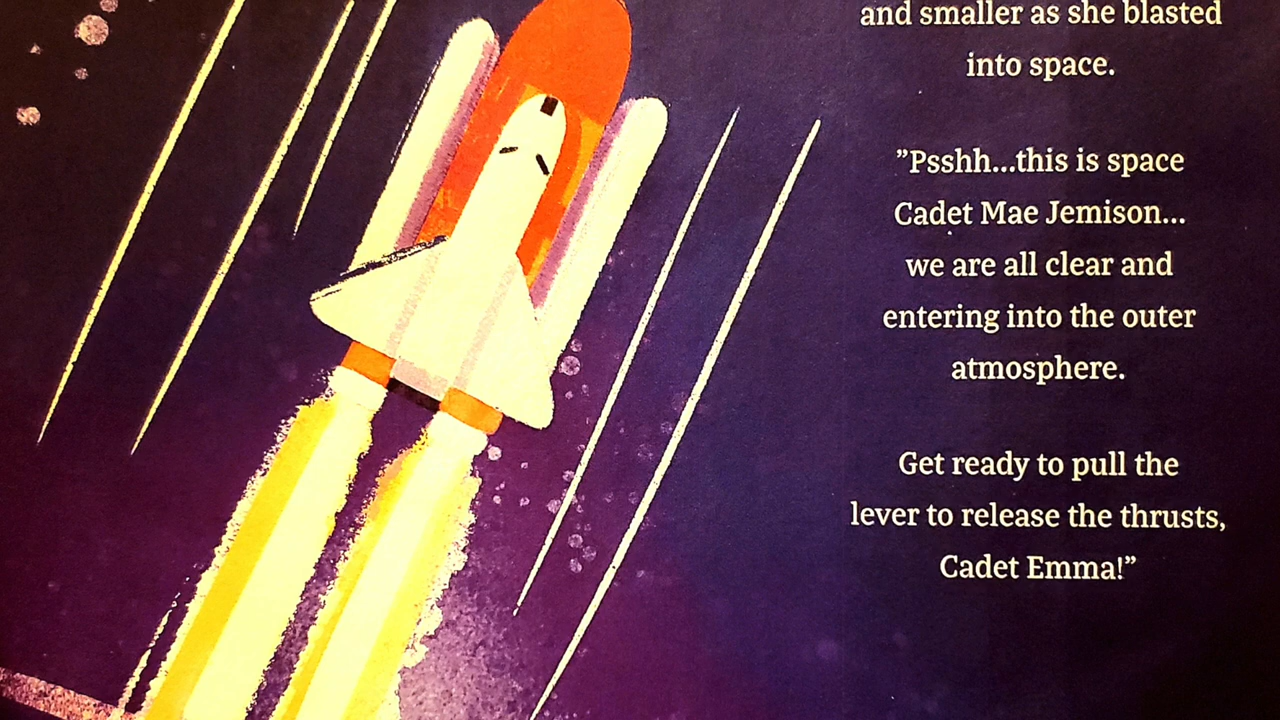 and smaller as she blasted
into space.
”Psshh...this is space
Cadet Mae Jemison...
we are all clear and
entering into the outer
atmosphere.
Get ready to pull the
lever to release the thrusts,
Cadet Emma!”